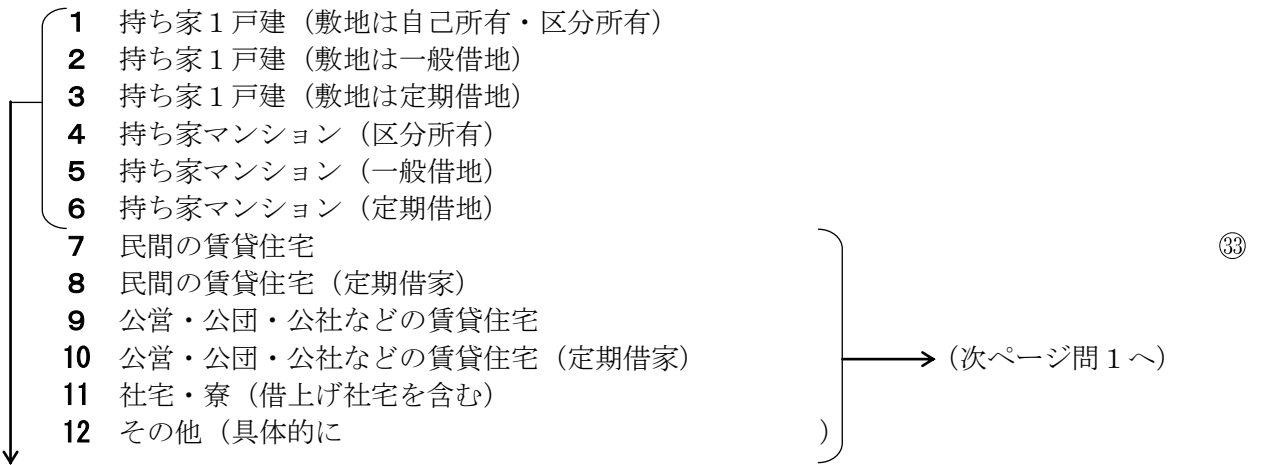 1 持ち家１戸建（敷地は自己所有・区分所有）
2 持ち家１戸建（敷地は一般借地）
3 持ち家１戸建（敷地は定期借地）
4 持ち家マンション（区分所有）
5 持ち家マンション（一般借地）
6 持ち家マンション（定期借地）
7 民間の賃貸住宅 ㉝
8 民間の賃貸住宅（定期借家）
9 公営・公団・公社などの賃貸住宅
10 公営・公団・公社などの賃貸住宅（定期借家） （次ページ問１へ）
11 社宅・寮（借上げ社宅を含む）
12 その他（具体的に ）